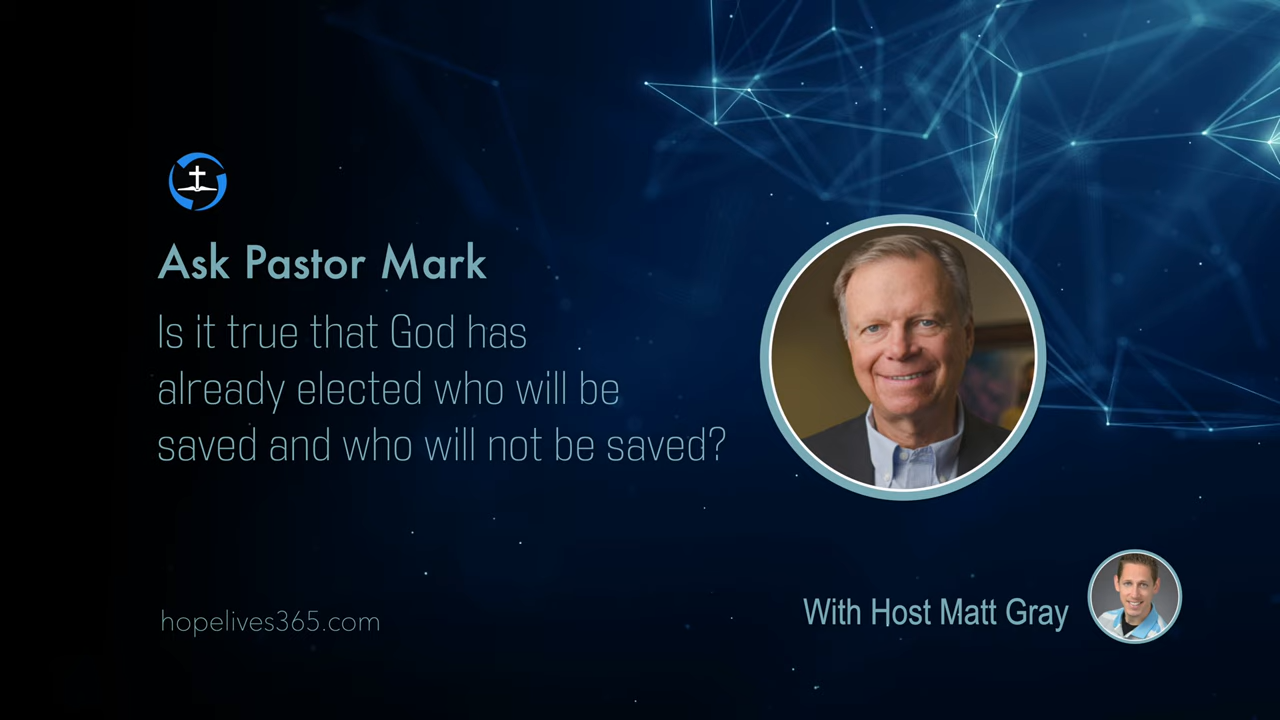 Ask Pastor Mark
Is it true that God has
already elected who will be
saved and who will not be saved?
With Host Matt Gray
hopelives365.com